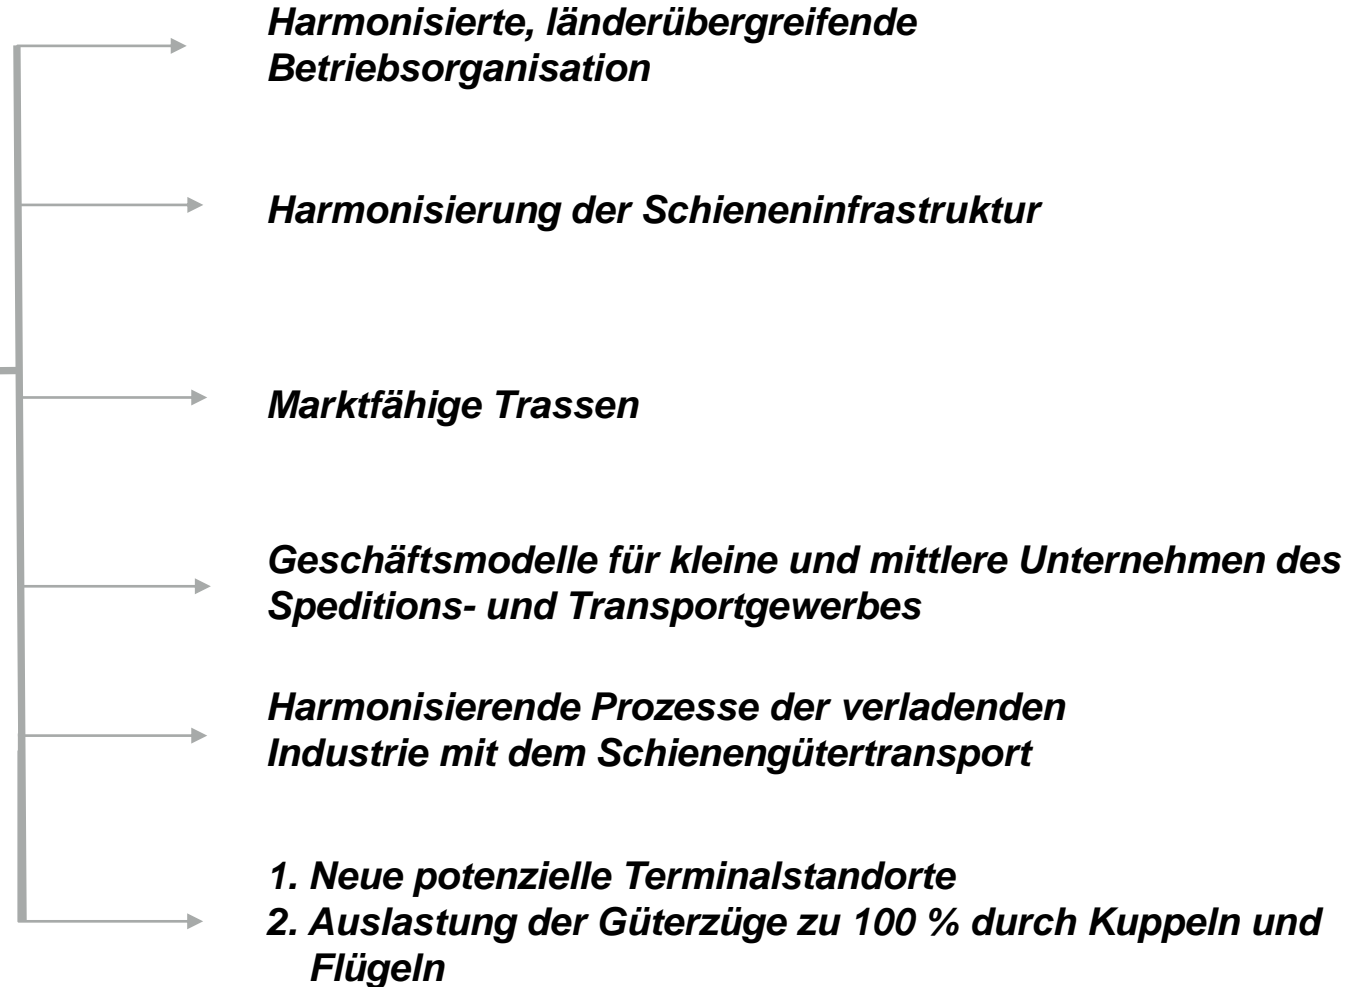 Harmonisierte, länderübergreifende
Betriebsorganisation
Harmonisierung der Schieneninfrastruktur
Marktfähige Trassen
Geschäftsmodelle für kleine und mittlere Unternehmen des
Speditions- und Transportgewerbes
Harmonisierende Prozesse der verladenden
Industrie mit dem Schienengütertransport
1. Neue potenzielle Terminalstandorte
2. Auslastung der Güterzüge zu 100 % durch Kuppeln und
Flügeln